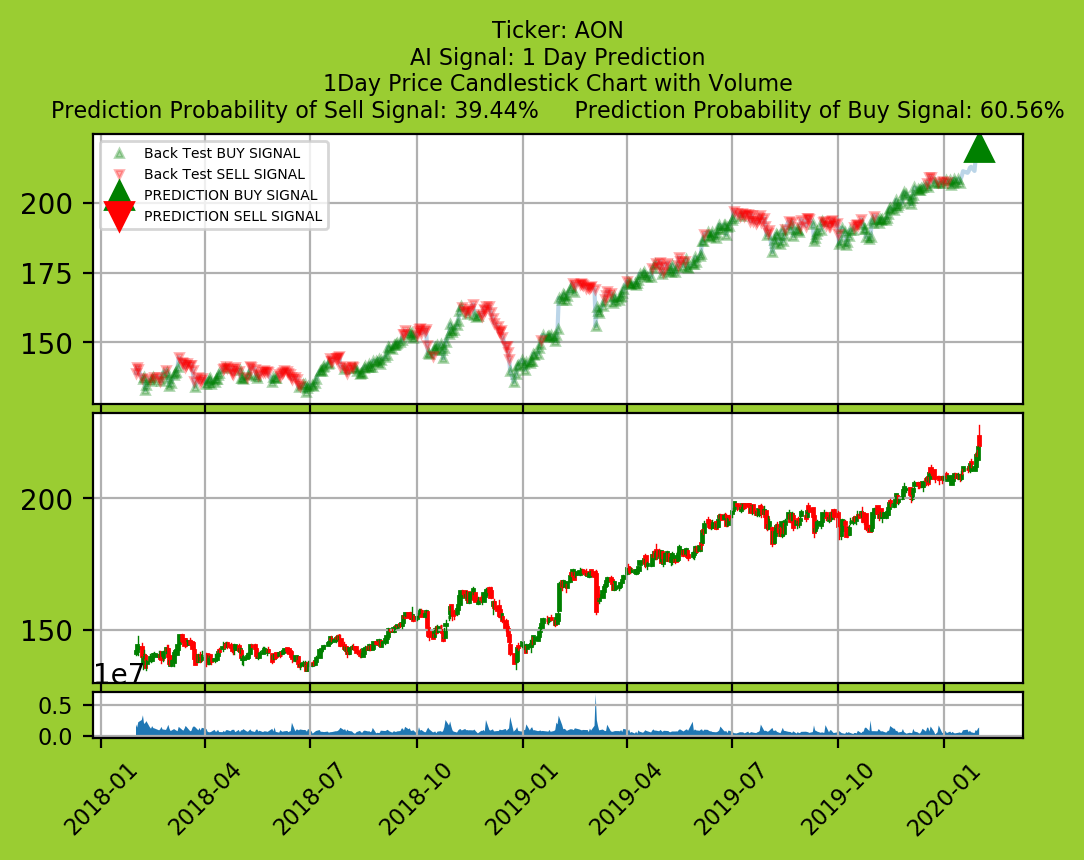 Ticker: AON
AI Signal: 1 Day Prediction
1Day Price Candlestick Chart with Volume
Prediction Probability of Sell Signal: 39.44%     Prediction Probability of Buy Signal: 60.56%
Back Test BUY SIGNAL
Back Test SELL SIGNAL
PREDICTION BUY SIGNAL
PREDICTION SELL SIGNAL
200
175
150
200
150
1e7
0.5
0.0
2018-01
2018-04
2018-07
2018-10
2019-01
2019-04
2019-07
2019-10
2020-01